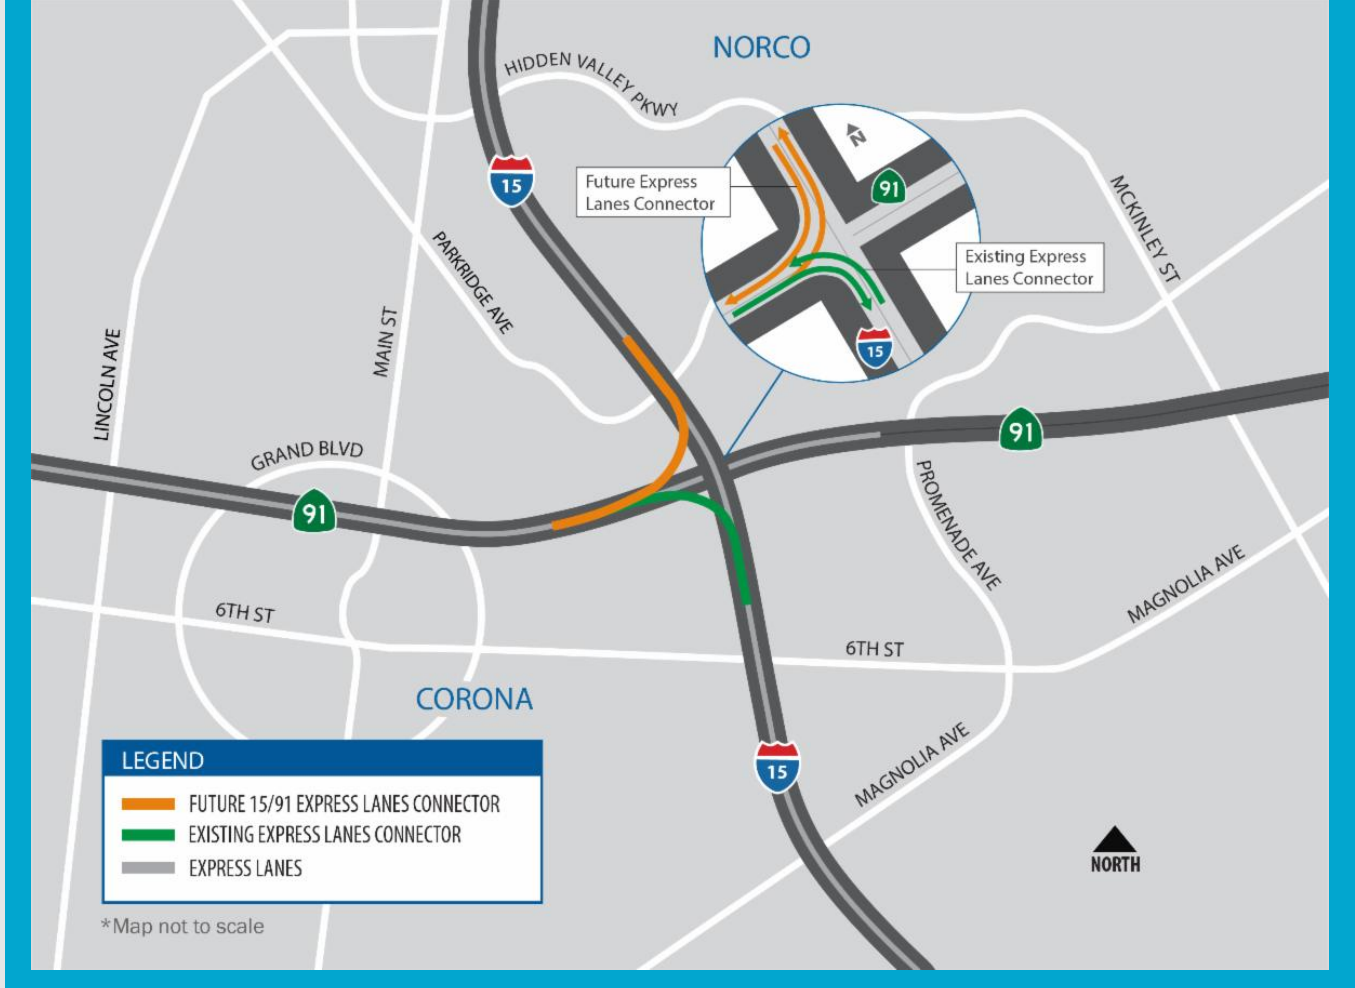 NORCO
HIDDEN VALLEY PKWY
15
Future Express
Lanes Connector
N
91
MCKINLEY ST
PARKRIDGE AVE
Existing Express
Lanes Connector
15
MAIN ST
LINCOLN AVE
GRAND BLVD
91
91
PROMENADE AVE
MAGNOLIA AVE
6TH ST
6TH ST
CORONA
MAGNOLIA AVE
15
LEGEND
FUTURE 15/91 EXPRESS LANES CONNECTOR
EXISTING EXPRESS LANES CONNECTOR
EXPRESS LANES
NORTH
*Map not to scale